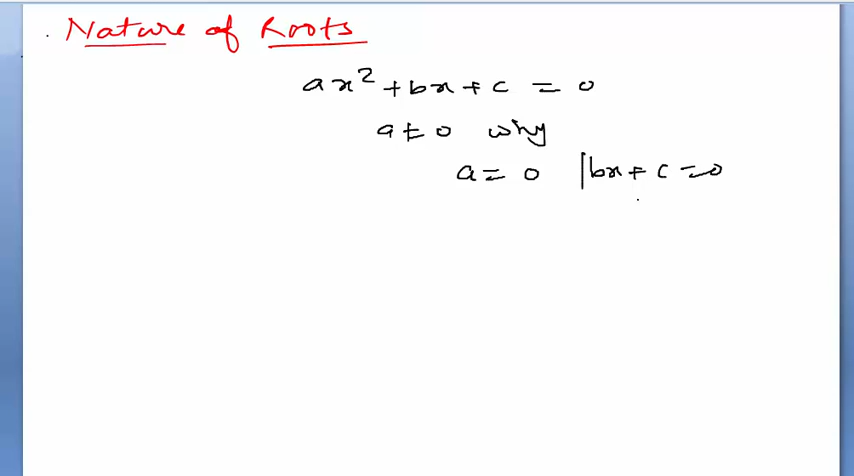 Nature of Roots
ax² + bx + c = 0
a ≠ 0 why
a = 0 | bx + c = 0